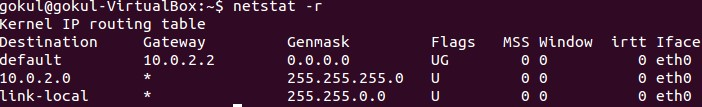 gokul@gokul-VirtualBox:~$ netstat -r
Kernel IP routing table
Destination Gateway Genmask Flags MSS Window irtt Iface
default 10.0.2.2 0.0.0.0 UG 0 0 0 eth0
10.0.2.0 * 255.255.255.0 U 0 0 0 eth0
link-local * 255.255.0.0 U 0 0 0 eth0